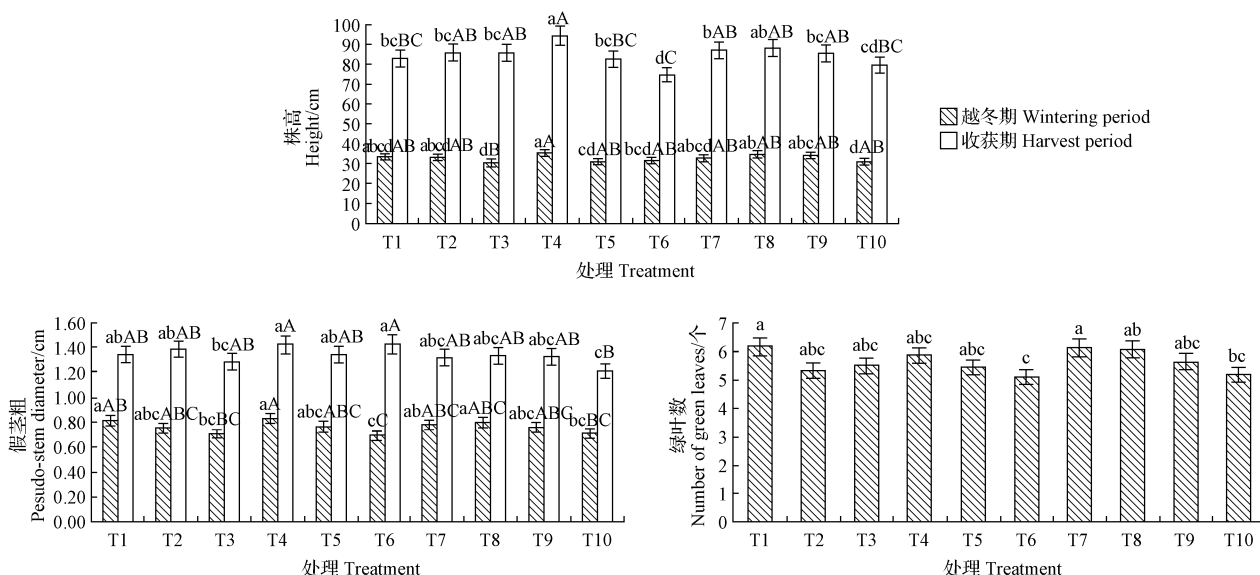 aA
bcBC bcAB bcAB bcBC dC bAB abAB bcAB cdBC
100
90
80
70
60
50
40
30
20
10
0
株高
Height/cm
abcdAB abcdAB dB aA cdAB bcdAB abcdAB abAB abcAB dAB
T1 T2 T3 T4 T5 T6 T7 T8 T9 T10
处理 Treatment
越冬期 Wintering period
收获期 Harvest period
1.60
1.40
1.20
1.00
0.80
0.60
0.40
0.20
0.00
假茎粗
Pesudo-stem diameter/cm
abAB abAB bcAB aA abAB aA abcAB abcAB abcAB cB
aAB abcABC bcBC aA abcABC cC abABC aABC abcABC bcBC
T1 T2 T3 T4 T5 T6 T7 T8 T9 T10
处理 Treatment
7
6
5
4
3
2
1
0
绿叶数
Number of green leaves/个
a abc abc abc abc c a ab abc bc
T1 T2 T3 T4 T5 T6 T7 T8 T9 T10
处理 Treatment